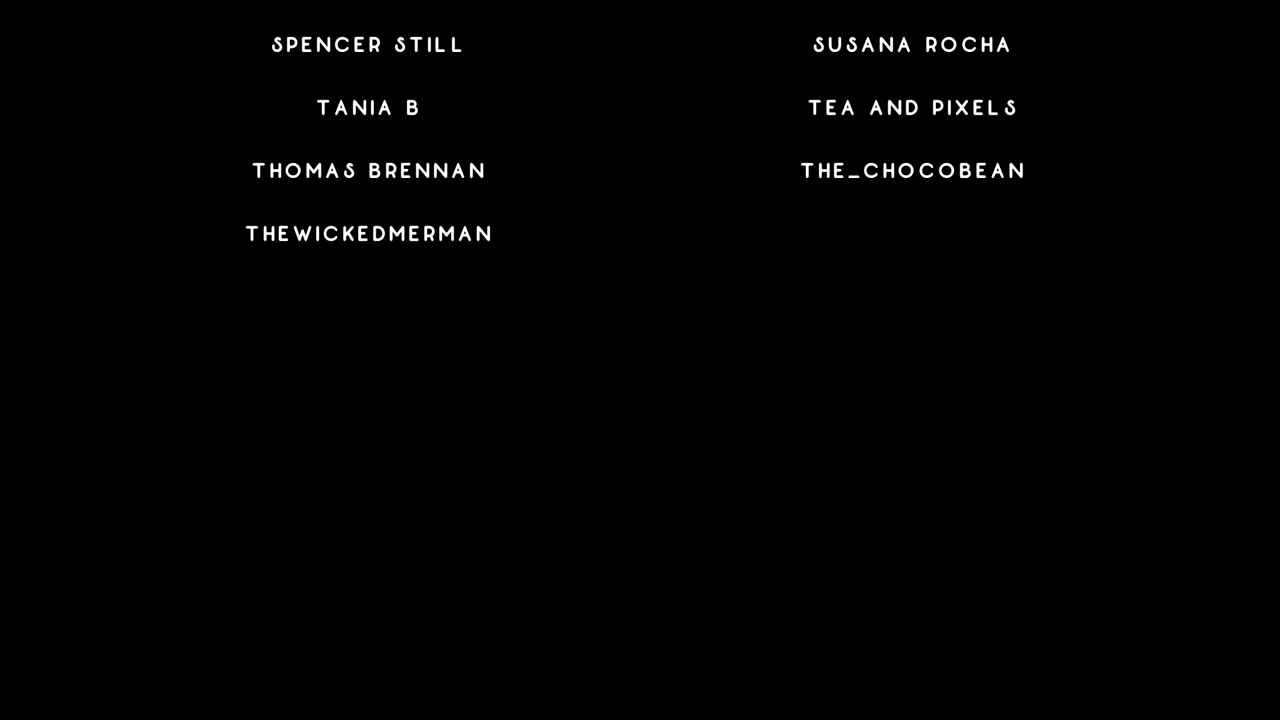 SPENCER STILL
SUSANA ROCHA
TANIA B
TEA AND PIXELS
THOMAS BRENNAN
THE_CHOCOBEAN
THEWICKEDMERMAN